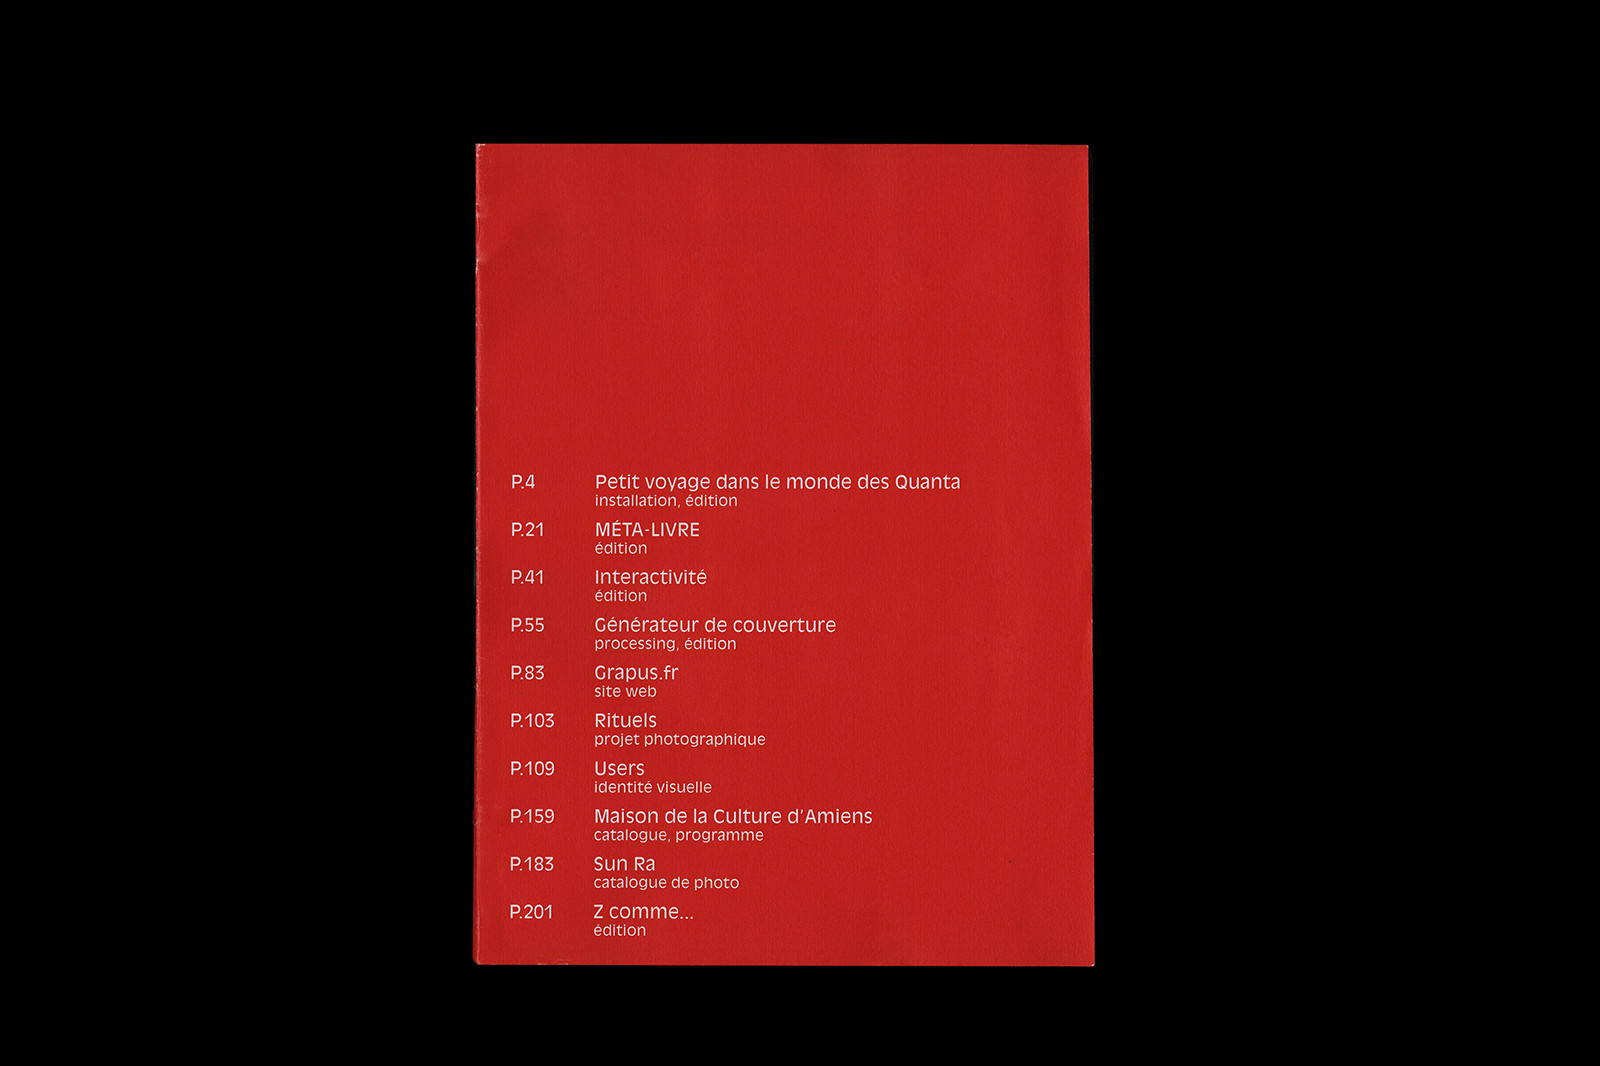 P.4 Petit voyage dans le monde des Quanta
installation, édition
P.21 MÉTA-LIVRE
édition
P.41 Interactivité
édition
P.55 Générateur de couverture
processing, édition
P.83 Grapus.fr
site web
P.103 Rituels
projet photographique
P.109 Users
identité visuelle
P.159 Maison de la Culture d'Amiens
catalogue, programme
P.183 Sun Ra
catalogue de photo
P.201 Z comme...
édition